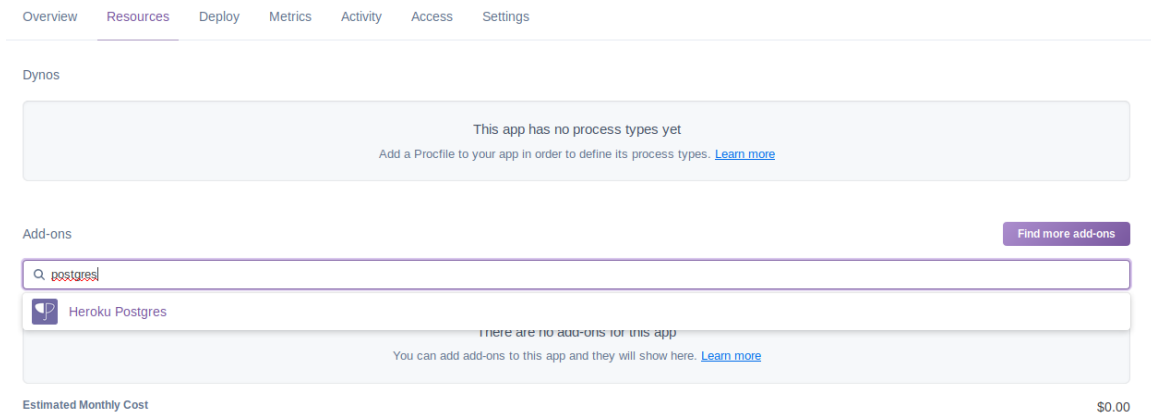 Overview Resources Deploy Metrics Activity Access Settings
Dynos
This app has no process types yet
Add a Procfile to your app in order to define its process types. Learn more
Add-ons
Find more add-ons
postgres
Heroku Postgres
There are no add-ons for this app
You can add add-ons to this app and they will show here. Learn more
Estimated Monthly Cost $0.00